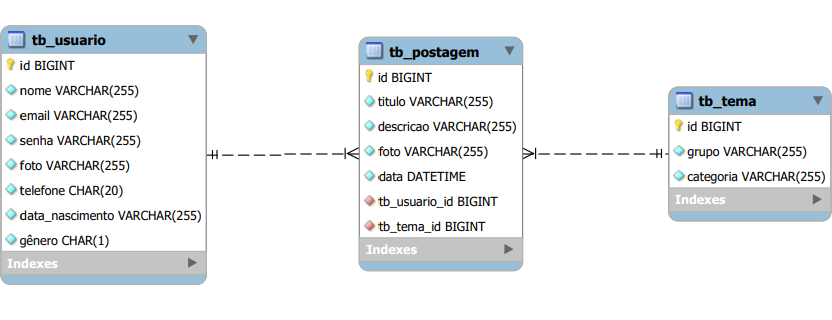 tb_usuario
id BIGINT
nome VARCHAR(255)
email VARCHAR(255)
senha VARCHAR(255)
foto VARCHAR(255)
telefone CHAR(20)
data_nascimento VARCHAR(255)
gênero CHAR(1)
Indexes
tb_postagem
id BIGINT
titulo VARCHAR(255)
descricao VARCHAR(255)
foto VARCHAR(255)
data DATETIME
tb_usuario_id BIGINT
tb_tema_id BIGINT
Indexes
tb_tema
id BIGINT
grupo VARCHAR(255)
categoria VARCHAR(255)
Indexes